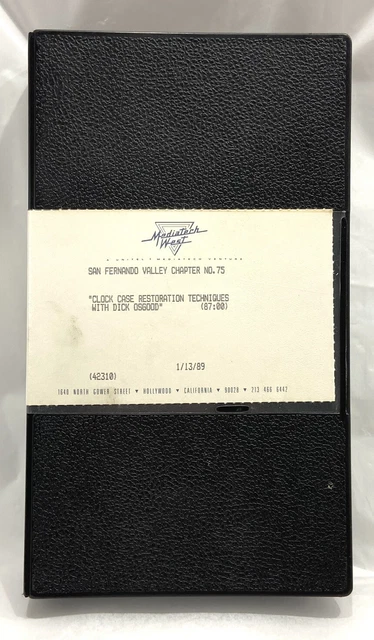 Mediatech
West
SAN FERNANDO VALLEY CHAPTER NO.75
"CLOCK CASE RESTORATION TECHNIQUES
WITH DICK OSGOOD" (87:00)
1/13/89
(42310)
1640 NORTH GOWER STREET ▼ HOLLYWOOD ▼ CALIFORNIA ▼ 90028 ▼ 213 466 6442